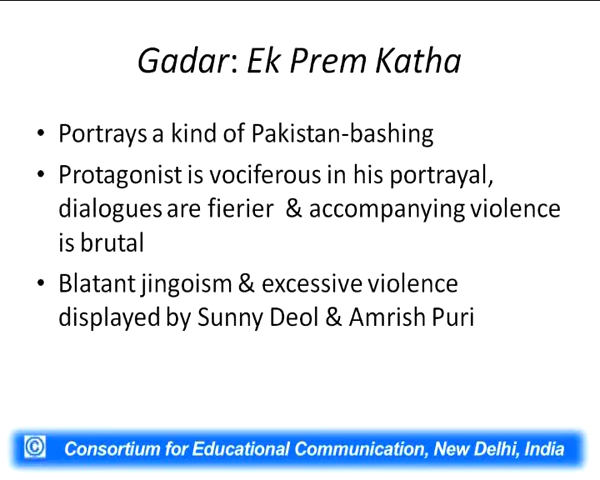 Gadar: Ek Prem Katha
• Portrays a kind of Pakistan-bashing
• Protagonist is vociferous in his portrayal,
dialogues are fierier & accompanying violence
is brutal
• Blatant jingoism & excessive violence
displayed by Sunny Deol & Amrish Puri
© Consortium for Educational Communication, New Delhi, India